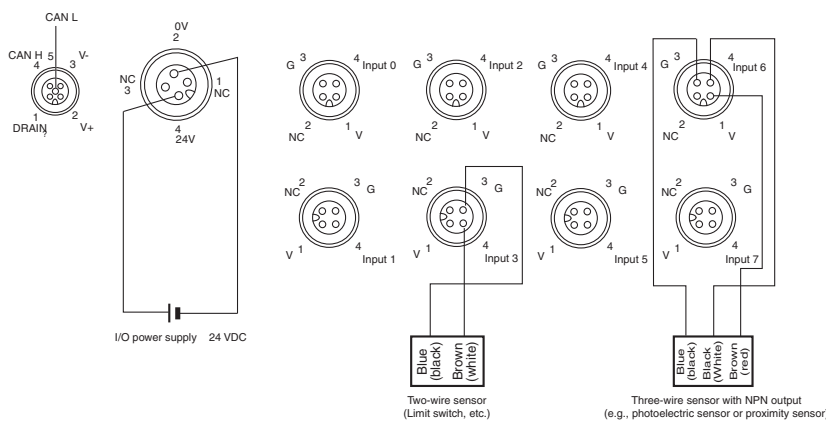 CAN L
CAN H 5 V-
4 3
1 2
DRAIN V+
?
0V
2
NC
3
1
NC
4
24V
I/O power supply 24 VDC
G 3 4 Input 0
NC 2 1 V
G 3 4 Input 2
NC 2 1 V
G 3 4 Input 4
NC 2 1 V
G 3 4 Input 6
NC 2 1 V
NC 2 3 G
V 1 4 Input 1
NC 2 3 G
V 1 4 Input 3
NC 2 3 G
V 1 4 Input 5
NC 2 3 G
V 1 4 Input 7
Blue
(black)
Brown
(white)
Two-wire sensor
(Limit switch, etc.)
Blue
(black)
Black
(White)
Brown
(red)
Three-wire sensor with NPN output
(e.g., photoelectric sensor or proximity sensor)